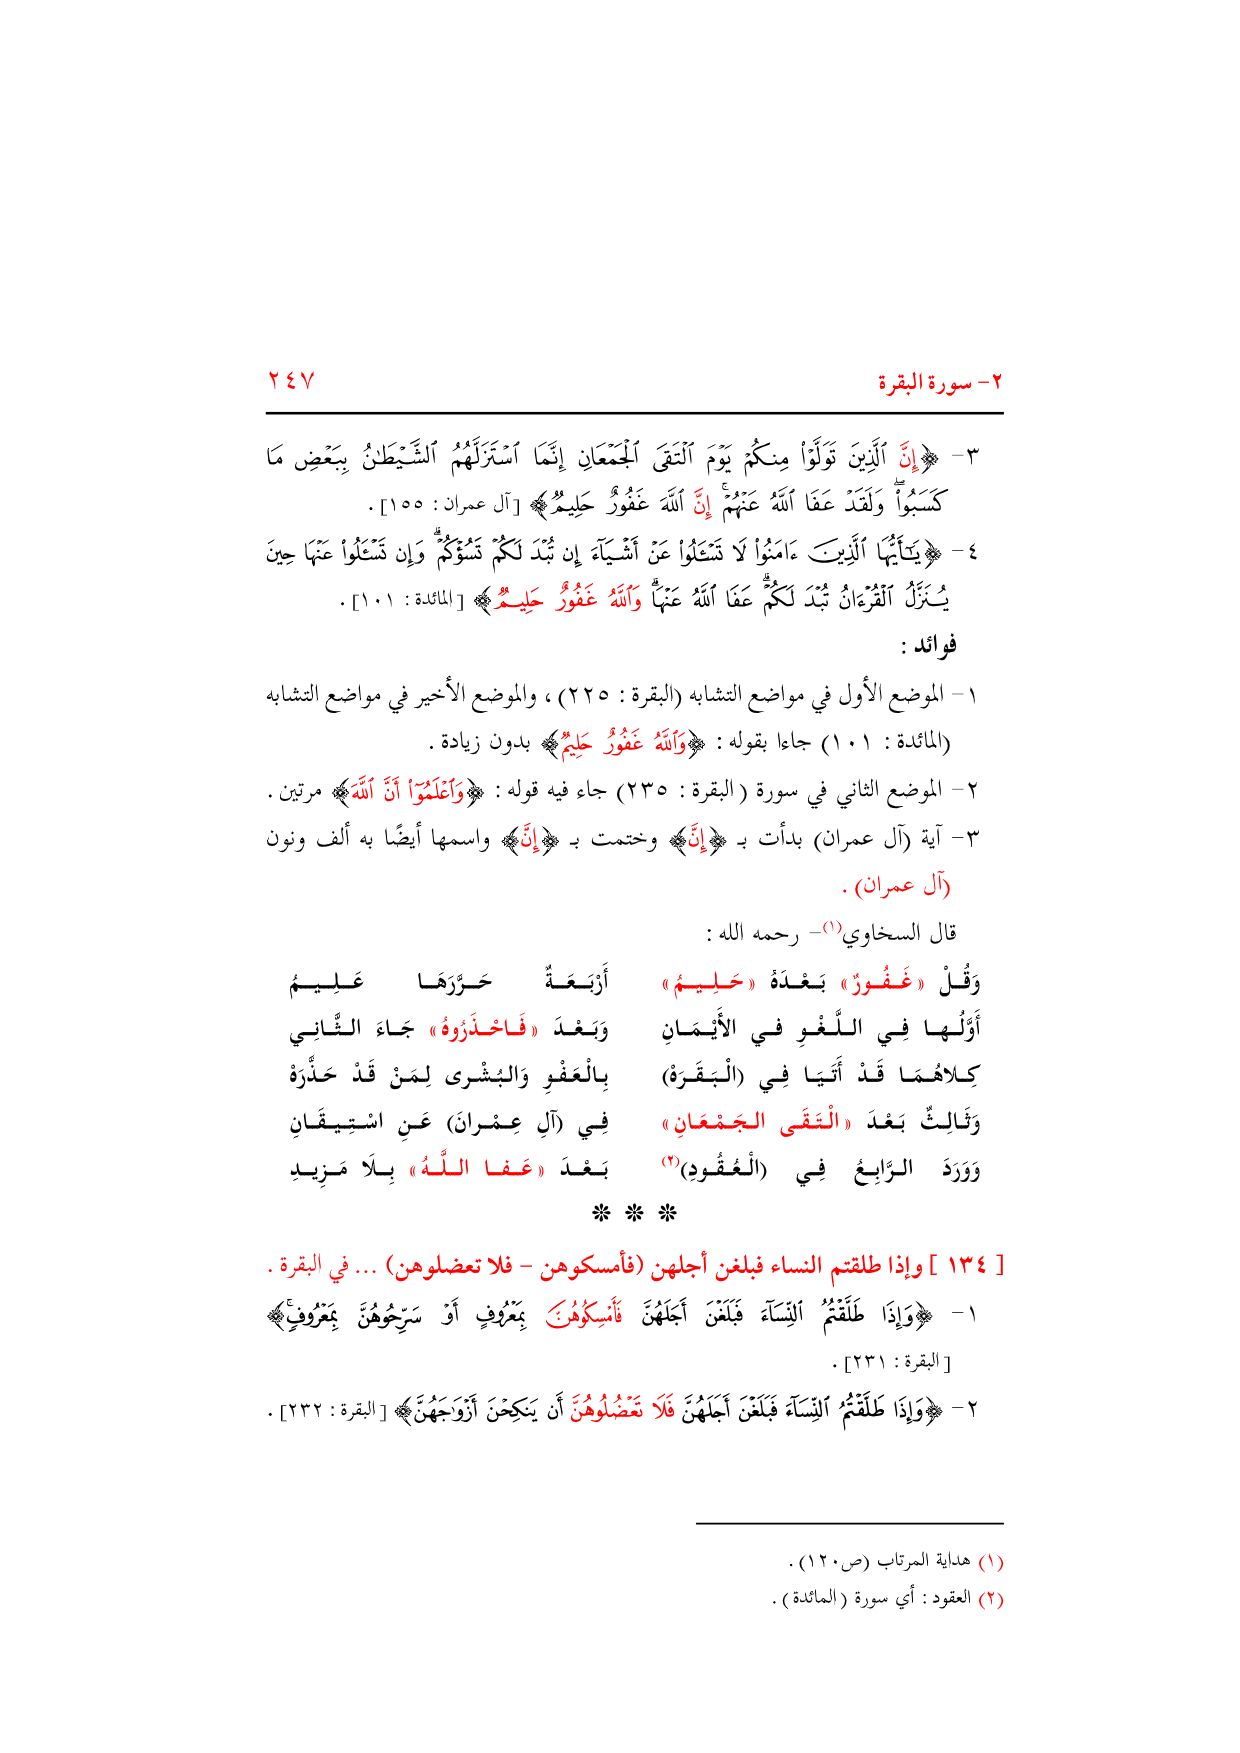 ٢- سورة البقرة ٢٤٧
٣- ﴿إِنَّ ٱلَّذِينَ تَوَلَّوْا۟ مِنكُمْ يَوْمَ ٱلْتَقَى ٱلْجَمْعَانِ إِنَّمَا ٱسْتَزَلَّهُمُ ٱلشَّيْطَـٰنُ بِبَعْضِ مَا
كَسَبُوا۟ ۖ وَلَقَدْ عَفَا ٱللَّهُ عَنْهُمْ ۗ إِنَّ ٱللَّهَ غَفُورٌ حَلِيمٌ﴾ [آل عمران : ١٥٥] .
٤- ﴿يَـٰٓأَيُّهَا ٱلَّذِينَ ءَامَنُوا۟ لَا تَسْـَٔلُوا۟ عَنْ أَشْيَآءَ إِن تُبْدَ لَكُمْ تَسُؤْكُمْ ۗ وَإِن تَسْـَٔلُوا۟ عَنْهَا حِينَ
يُنَزَّلُ ٱلْقُرْءَانُ تُبْدَ لَكُمْ ۗ عَفَا ٱللَّهُ عَنْهَا ۗ وَٱللَّهُ غَفُورٌ حَلِيمٌ﴾ [المائدة : ١٠١] .
فوائد :
١- الموضع الأول في مواضع التشابه (البقرة : ٢٢٥) ، والموضع الأخير في مواضع التشابه
(المائدة : ١٠١) جاءا بقوله : ﴿وَٱللَّهُ غَفُورٌ حَلِيمٌ﴾ بدون زيادة .
٢- الموضع الثاني في سورة (البقرة : ٢٣٥) جاء فيه قوله : ﴿وَٱعْلَمُوٓا۟ أَنَّ ٱللَّهَ﴾ مرتين .
٣- آية (آل عمران) بدأت بـ ﴿إِنَّ﴾ وختمت بـ ﴿إِنَّ﴾ واسمها أيضًا به ألف ونون
(آل عمران) .
قال السخاوي(١)- رحمه الله :
وَقُلْ «غَفُورٌ» بَعْدَهُ «حَلِيمُ» أَرْبَعَةٌ حَرَّرَهَا عَلِيمُ
أَوَّلُها فِي اللَّغْوِ فِي الأَيْمَانِ وَبَعْدَ «فَاحْذَرُوهُ» جَاءَ الثَّانِي
كِلاهُمَا قَدْ أَتَيَا فِي (الْبَقَرَهْ) بِالْعَفْوِ وَالبُشْرى لِمَنْ قَدْ حَذَّرَهْ
وَثَالِثٌ بَعْدَ «الْتَقَى الجَمْعَانِ» فِي (آلِ عِمْرانَ) عَنِ اسْتِيقَانِ
وَوَرَدَ الرَّابِعُ فِي (الْعُقُودِ)(٢) بَعْدَ «عَفا اللَّهُ» بِلَا مَزِيدِ
* * *
[ ١٣٤ ] وإذا طلقتم النساء فبلغن أجلهن (فأمسكوهن - فلا تعضلوهن) ... في البقرة .
١- ﴿وَإِذَا طَلَّقْتُمُ ٱلنِّسَآءَ فَبَلَغْنَ أَجَلَهُنَّ فَأَمْسِكُوهُنَّ بِمَعْرُوفٍ أَوْ سَرِّحُوهُنَّ بِمَعْرُوفٍ ۚ﴾
[البقرة : ٢٣١] .
٢- ﴿وَإِذَا طَلَّقْتُمُ ٱلنِّسَآءَ فَبَلَغْنَ أَجَلَهُنَّ فَلَا تَعْضُلُوهُنَّ أَن يَنكِحْنَ أَزْوَٰجَهُنَّ﴾ [البقرة : ٢٣٢] .
(١) هداية المرتاب (ص١٢٠) .
(٢) العقود : أي سورة (المائدة) .